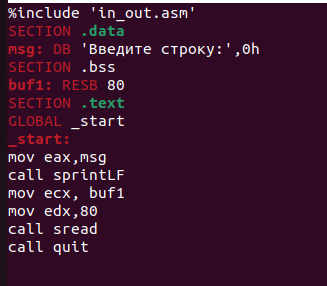 %include 'in_out.asm'
SECTION .data
msg: DB 'Введите строку:',0h
SECTION .bss
buf1: RESB 80
SECTION .text
GLOBAL _start
_start:
mov eax,msg
call sprintLF
mov ecx, buf1
mov edx,80
call sread
call quit